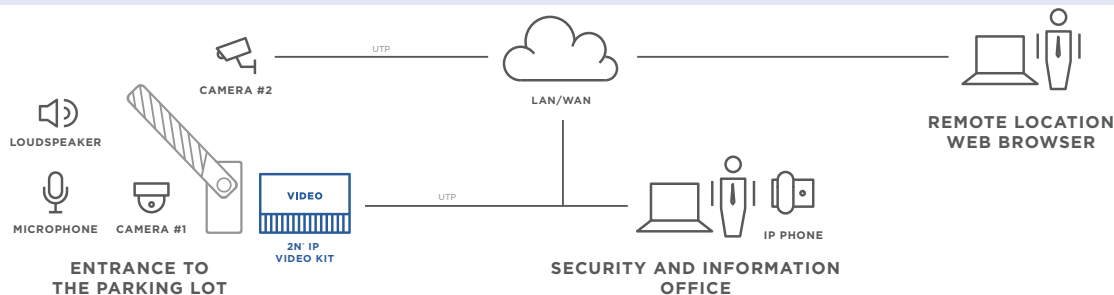 UTP
CAMERA #2
LAN/WAN
REMOTE LOCATION
WEB BROWSER
LOUDSPEAKER
MICROPHONE
CAMERA #1
VIDEO
2N® IP
VIDEO KIT
UTP
IP PHONE
ENTRANCE TO
THE PARKING LOT
SECURITY AND INFORMATION
OFFICE